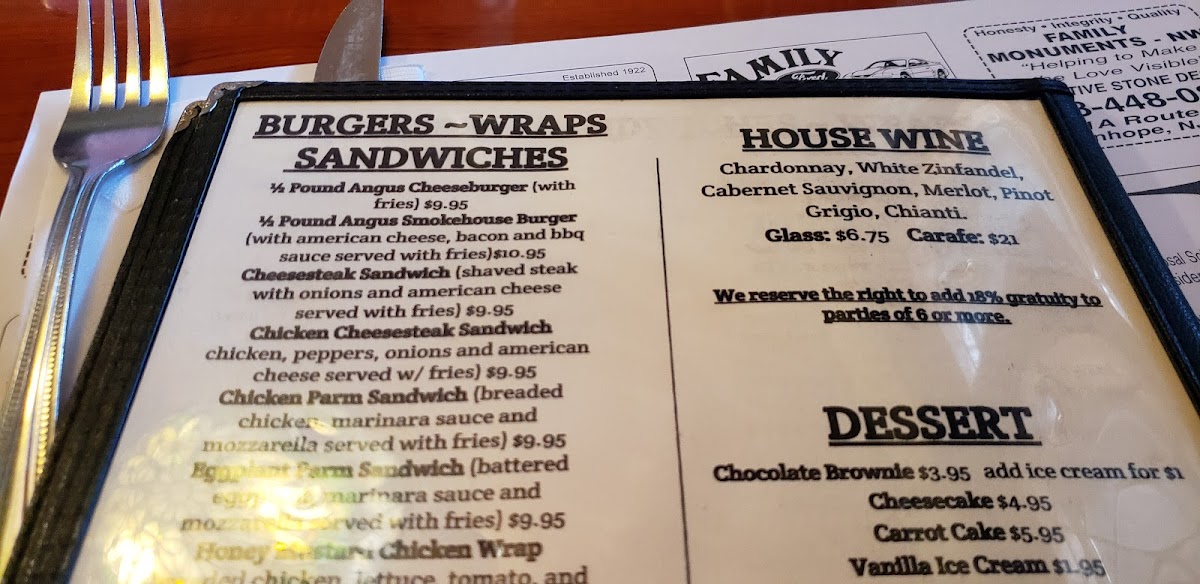 Established 1922
FAMILY
Ford
Honesty • Integrity • Quality
FAMILY
MONUMENTS - NW
"Helping to Make
Love Visible
STONE
448-0
A Route
BURGERS ~WRAPS
SANDWICHES
½ Pound Angus Cheeseburger (with
fries) $9.95
½ Pound Angus Smokehouse Burger
(with american cheese, bacon and bbq
sauce served with fries)$10.95
Cheesesteak Sandwich (shaved steak
with onions and american cheese
served with fries) $9.95
Chicken Cheesesteak Sandwich
chicken, peppers, onions and american
cheese served w/ fries) $9.95
Chicken Parm Sandwich (breaded
chicken, marinara sauce and
mozzarella served with fries) $9.95
Eggplant Parm Sandwich (battered
marinara sauce and
mozzarella served with fries) $9.95
Honey Mustard Chicken Wrap
chicken, lettuce, tomato, and
HOUSE WINE
Chardonnay, White Zinfandel,
Cabernet Sauvignon, Merlot, Pinot
Grigio, Chianti.
Glass: $6.75 Carafe: $21
We reserve the right to add 18% gratuity to
parties of 6 or more.
DESSERT
Chocolate Brownie $3.95 add ice cream for $1
Cheesecake $4.95
Carrot Cake $5.95
Vanilla Ice Cream $1.95